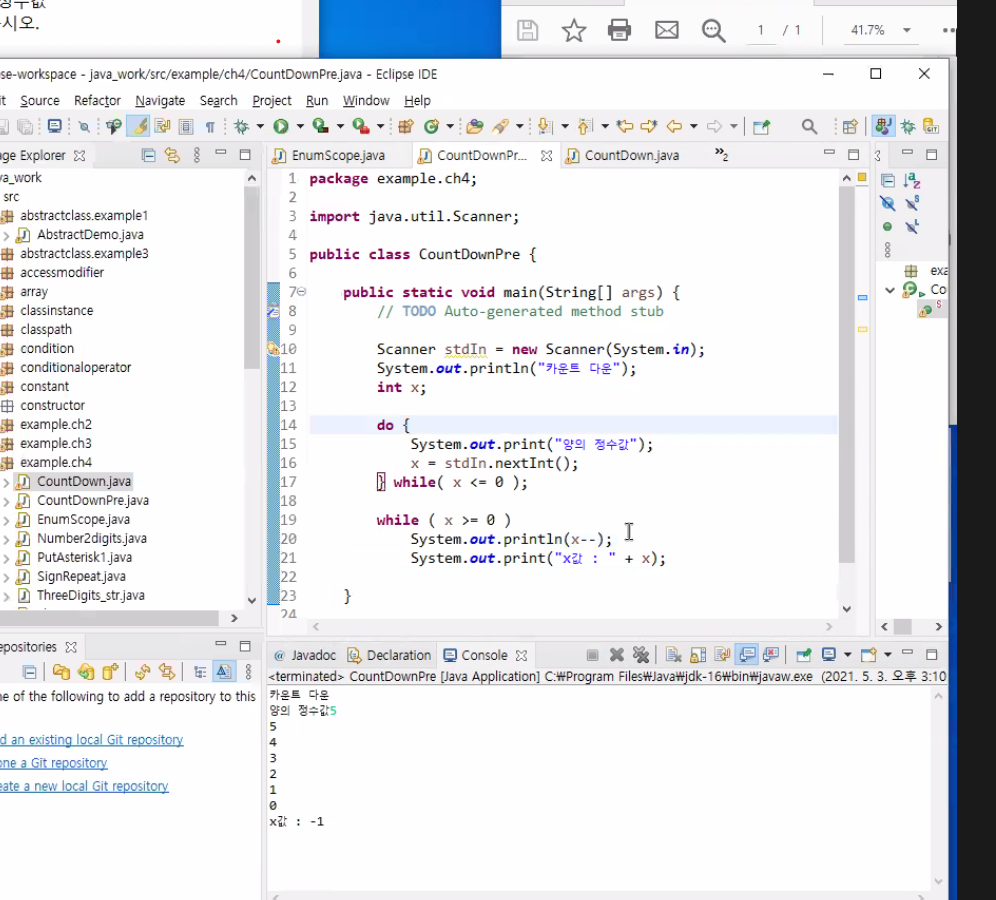 시오.
1 / 1
41.7%
se-workspace - java_work/src/example/ch4/CountDownPre.java - Eclipse IDE
it Source Refactor Navigate Search Project Run Window Help
ge Explorer
EnumScope.java
CountDownPr...
CountDown.java
»2
va_work
src
abstractclass.example1
AbstractDemo.java
abstractclass.example3
accessmodifier
array
classinstance
classpath
condition
conditionaloperator
constant
constructor
example.ch2
example.ch3
example.ch4
CountDown.java
CountDownPre.java
EnumScope.java
Number2digits.java
PutAsterisk1.java
SignRepeat.java
ThreeDigits_str.java
1 package example.ch4;
2
3 import java.util.Scanner;
4
5 public class CountDownPre {
6
7 public static void main(String[] args) {
8 // TODO Auto-generated method stub
9
10 Scanner stdIn = new Scanner(System.in);
11 System.out.println("카운트 다운");
12 int x;
13
14 do {
15 System.out.print("양의 정수값");
16 x = stdIn.nextInt();
17 } while( x <= 0 );
18
19 while ( x >= 0 )
20 System.out.println(x--);
21 System.out.print("x값 : " + x);
22
23 }
24
exa
Co
S
epositories
ne of the following to add a repository to this
d an existing local Git repository
one a Git repository
eate a new local Git repository
@ Javadoc Declaration Console
<terminated> CountDownPre [Java Application] C:₩Program Files₩Java₩jdk-16₩bin₩javaw.exe (2021. 5. 3. 오후 3:10
카운트 다운
양의 정수값5
5
4
3
2
1
0
x값 : -1